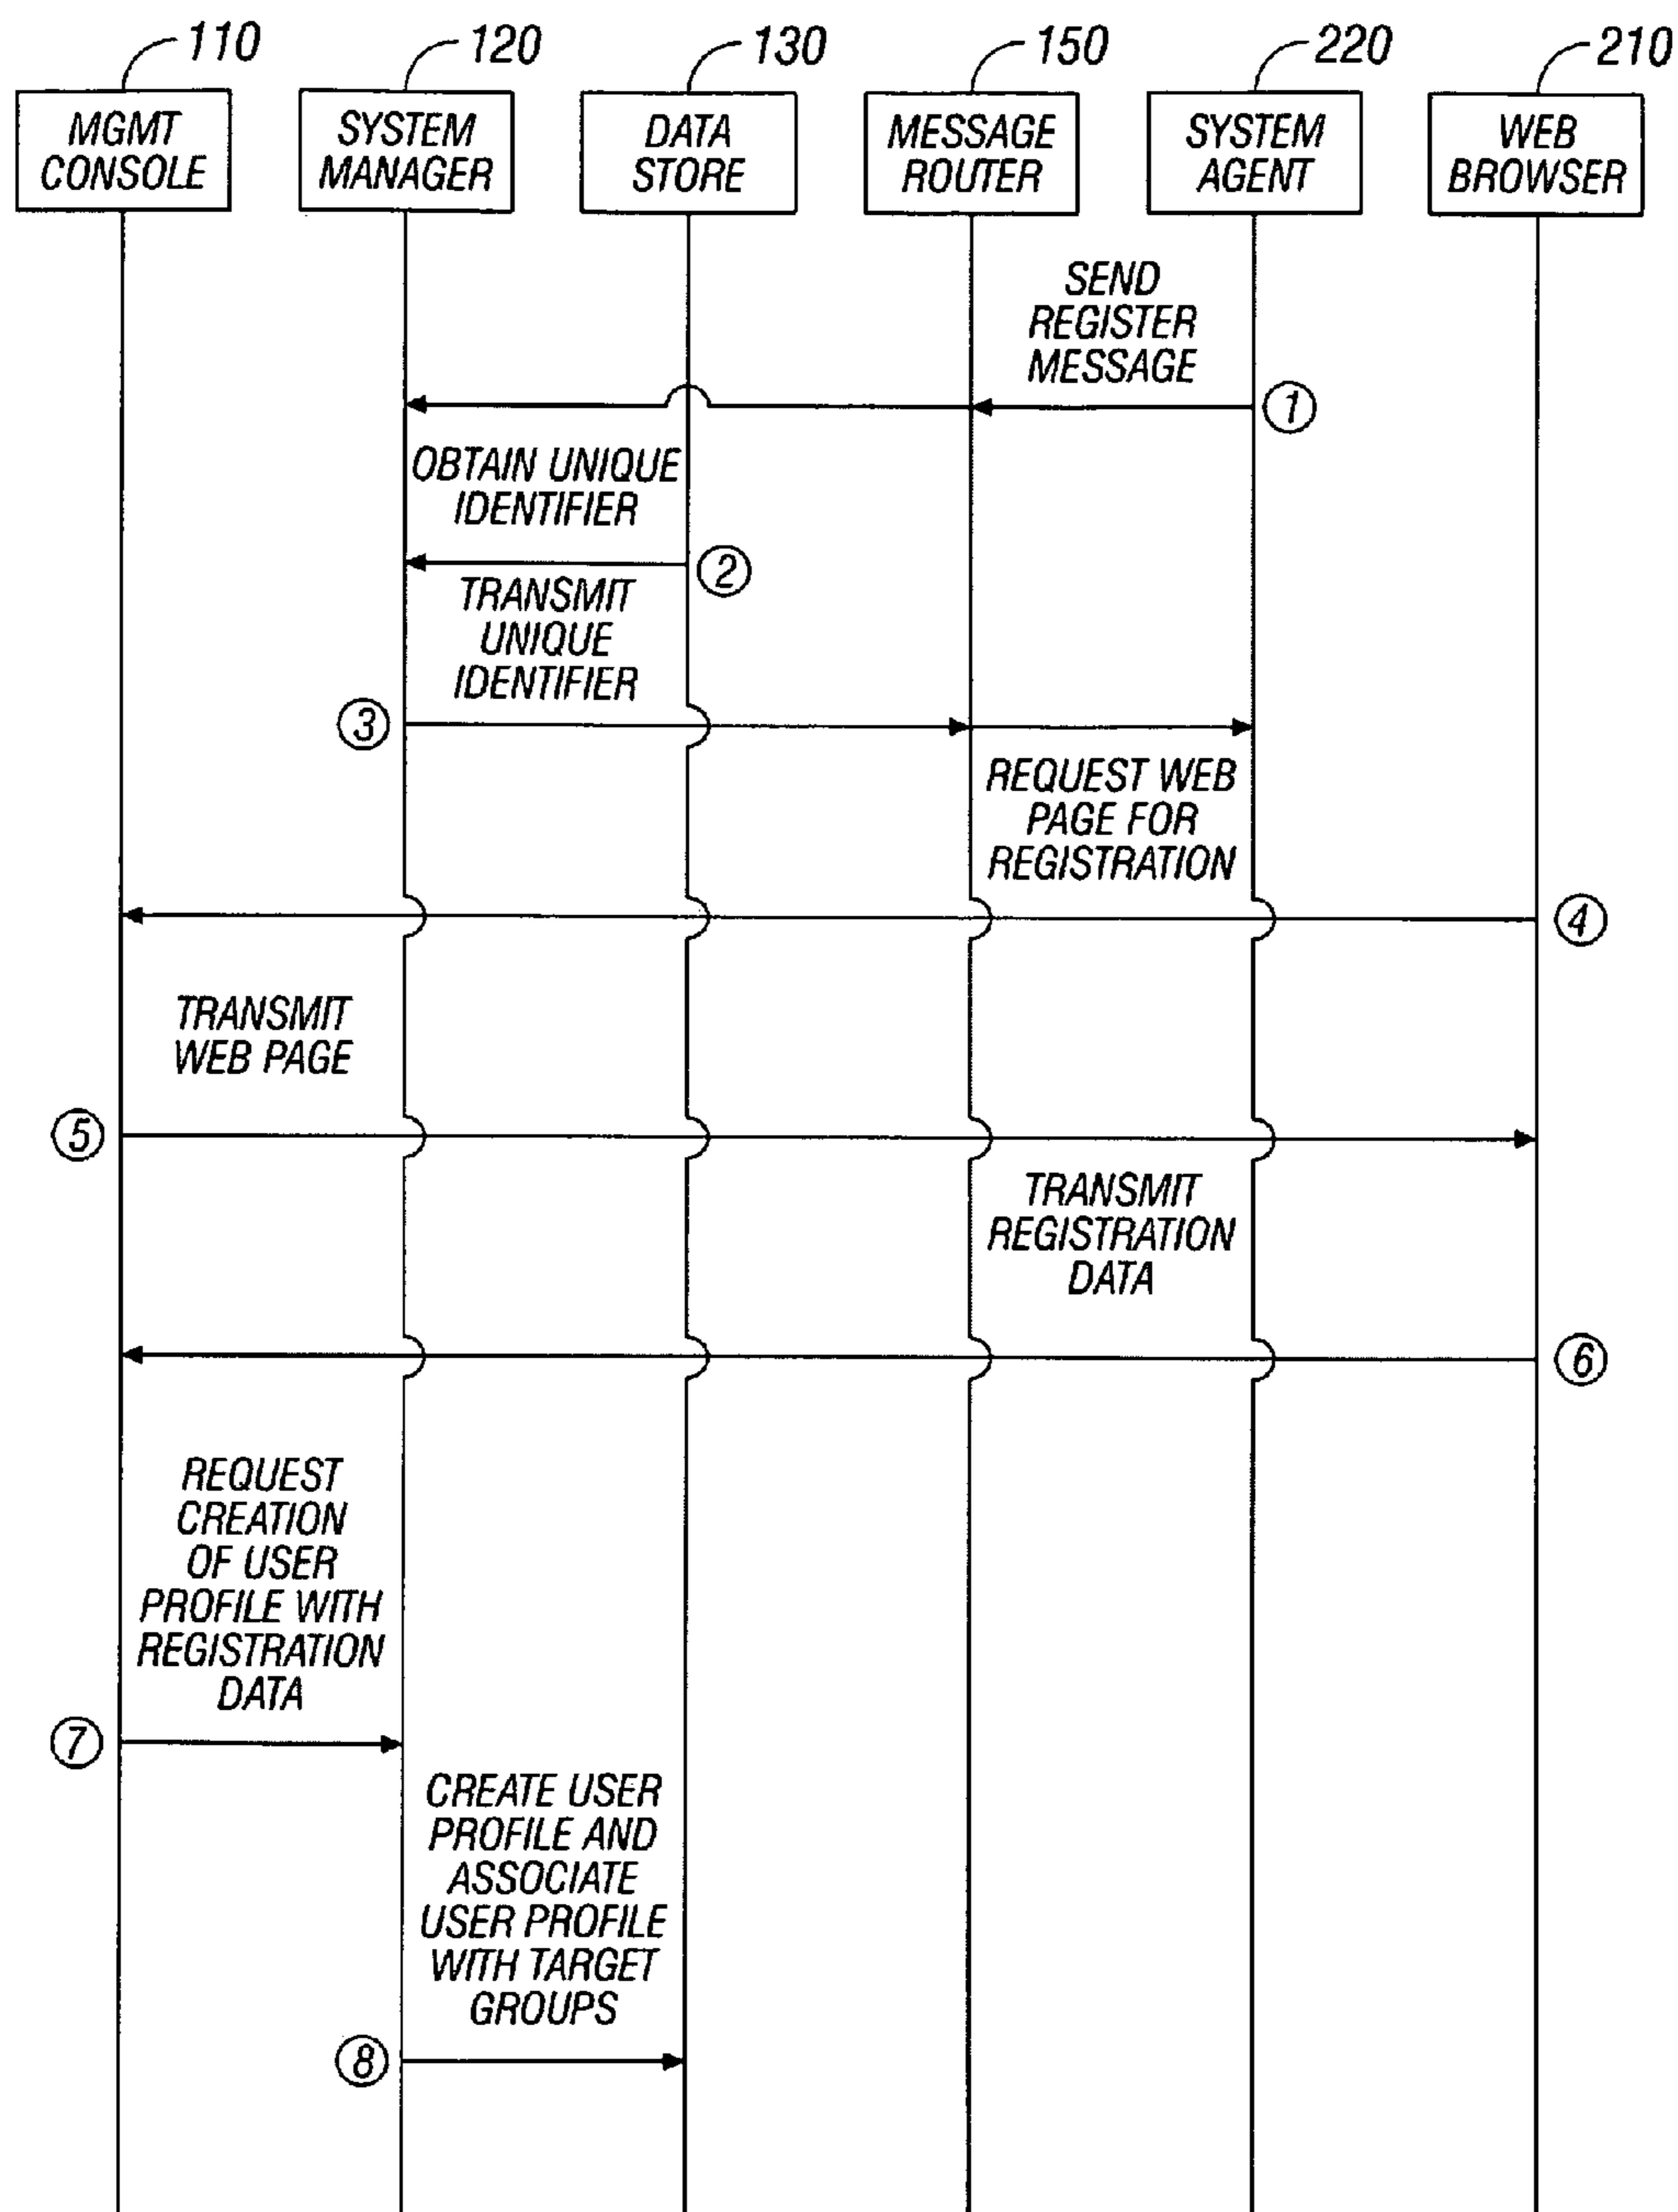 110
120
130
150
220
210
MGMT
CONSOLE
SYSTEM
MANAGER
DATA
STORE
MESSAGE
ROUTER
SYSTEM
AGENT
WEB
BROWSER
SEND
REGISTER
MESSAGE
1
OBTAIN UNIQUE
IDENTIFIER
2
TRANSMIT
UNIQUE
IDENTIFIER
3
REQUEST WEB
PAGE FOR
REGISTRATION
4
TRANSMIT
WEB PAGE
5
TRANSMIT
REGISTRATION
DATA
6
REQUEST
CREATION
OF USER
PROFILE WITH
REGISTRATION
DATA
7
CREATE USER
PROFILE AND
ASSOCIATE
USER PROFILE
WITH TARGET
GROUPS
8